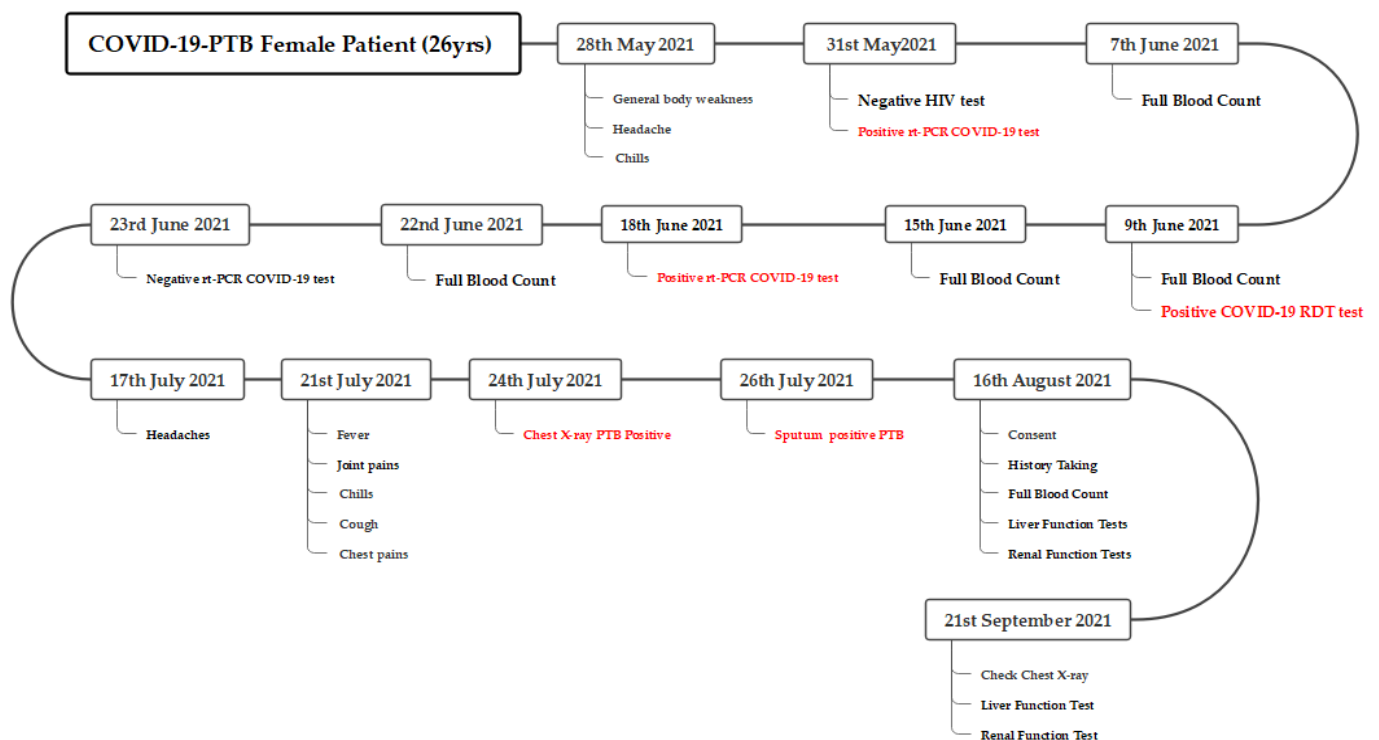 COVID-19-PTB Female Patient (26yrs)
28th May 2021
General body weakness
Headache
Chills
31st May2021
Negative HIV test
Positive rt-PCR COVID-19 test
7th June 2021
Full Blood Count
9th June 2021
Full Blood Count
Positive COVID-19 RDT test
15th June 2021
Full Blood Count
18th June 2021
Positive rt-PCR COVID-19 test
22nd June 2021
Full Blood Count
23rd June 2021
Negative rt-PCR COVID-19 test
17th July 2021
Headaches
21st July 2021
Fever
Joint pains
Chills
Cough
Chest pains
24th July 2021
Chest X-ray PTB Positive
26th July 2021
Sputum positive PTB
16th August 2021
Consent
History Taking
Full Blood Count
Liver Function Tests
Renal Function Tests
21st September 2021
Check Chest X-ray
Liver Function Test
Renal Function Test